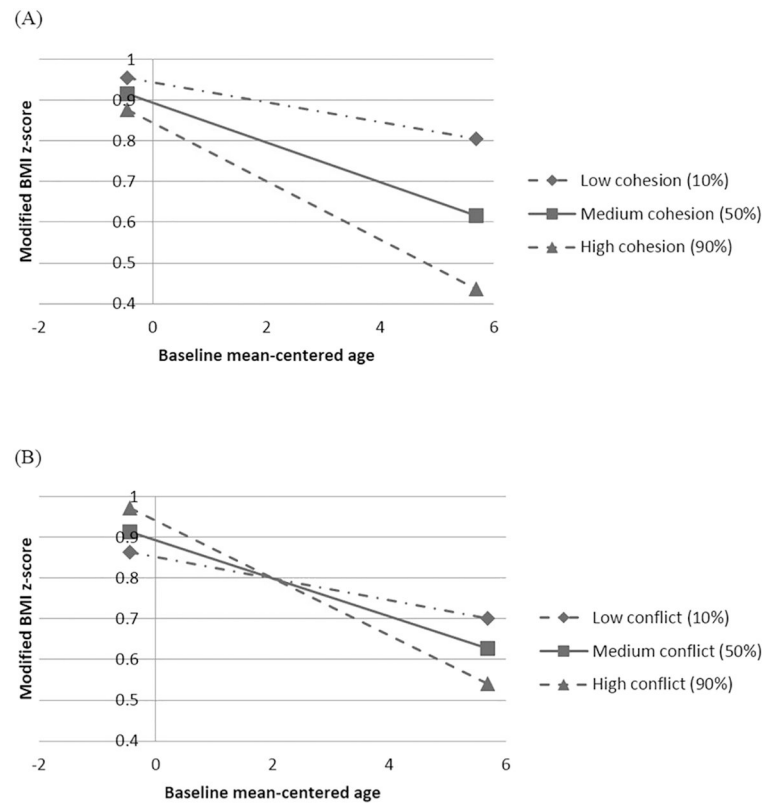 (A)
Modified BMI z-score
1
0.9
0.8
0.7
0.6
0.5
0.4
-2
0
2
4
6
Baseline mean-centered age
Low cohesion (10%)
Medium cohesion (50%)
High cohesion (90%)
(B)
Modified BMI z-score
1
0.9
0.8
0.7
0.6
0.5
0.4
-2
0
2
4
6
Baseline mean-centered age
Low conflict (10%)
Medium conflict (50%)
High conflict (90%)